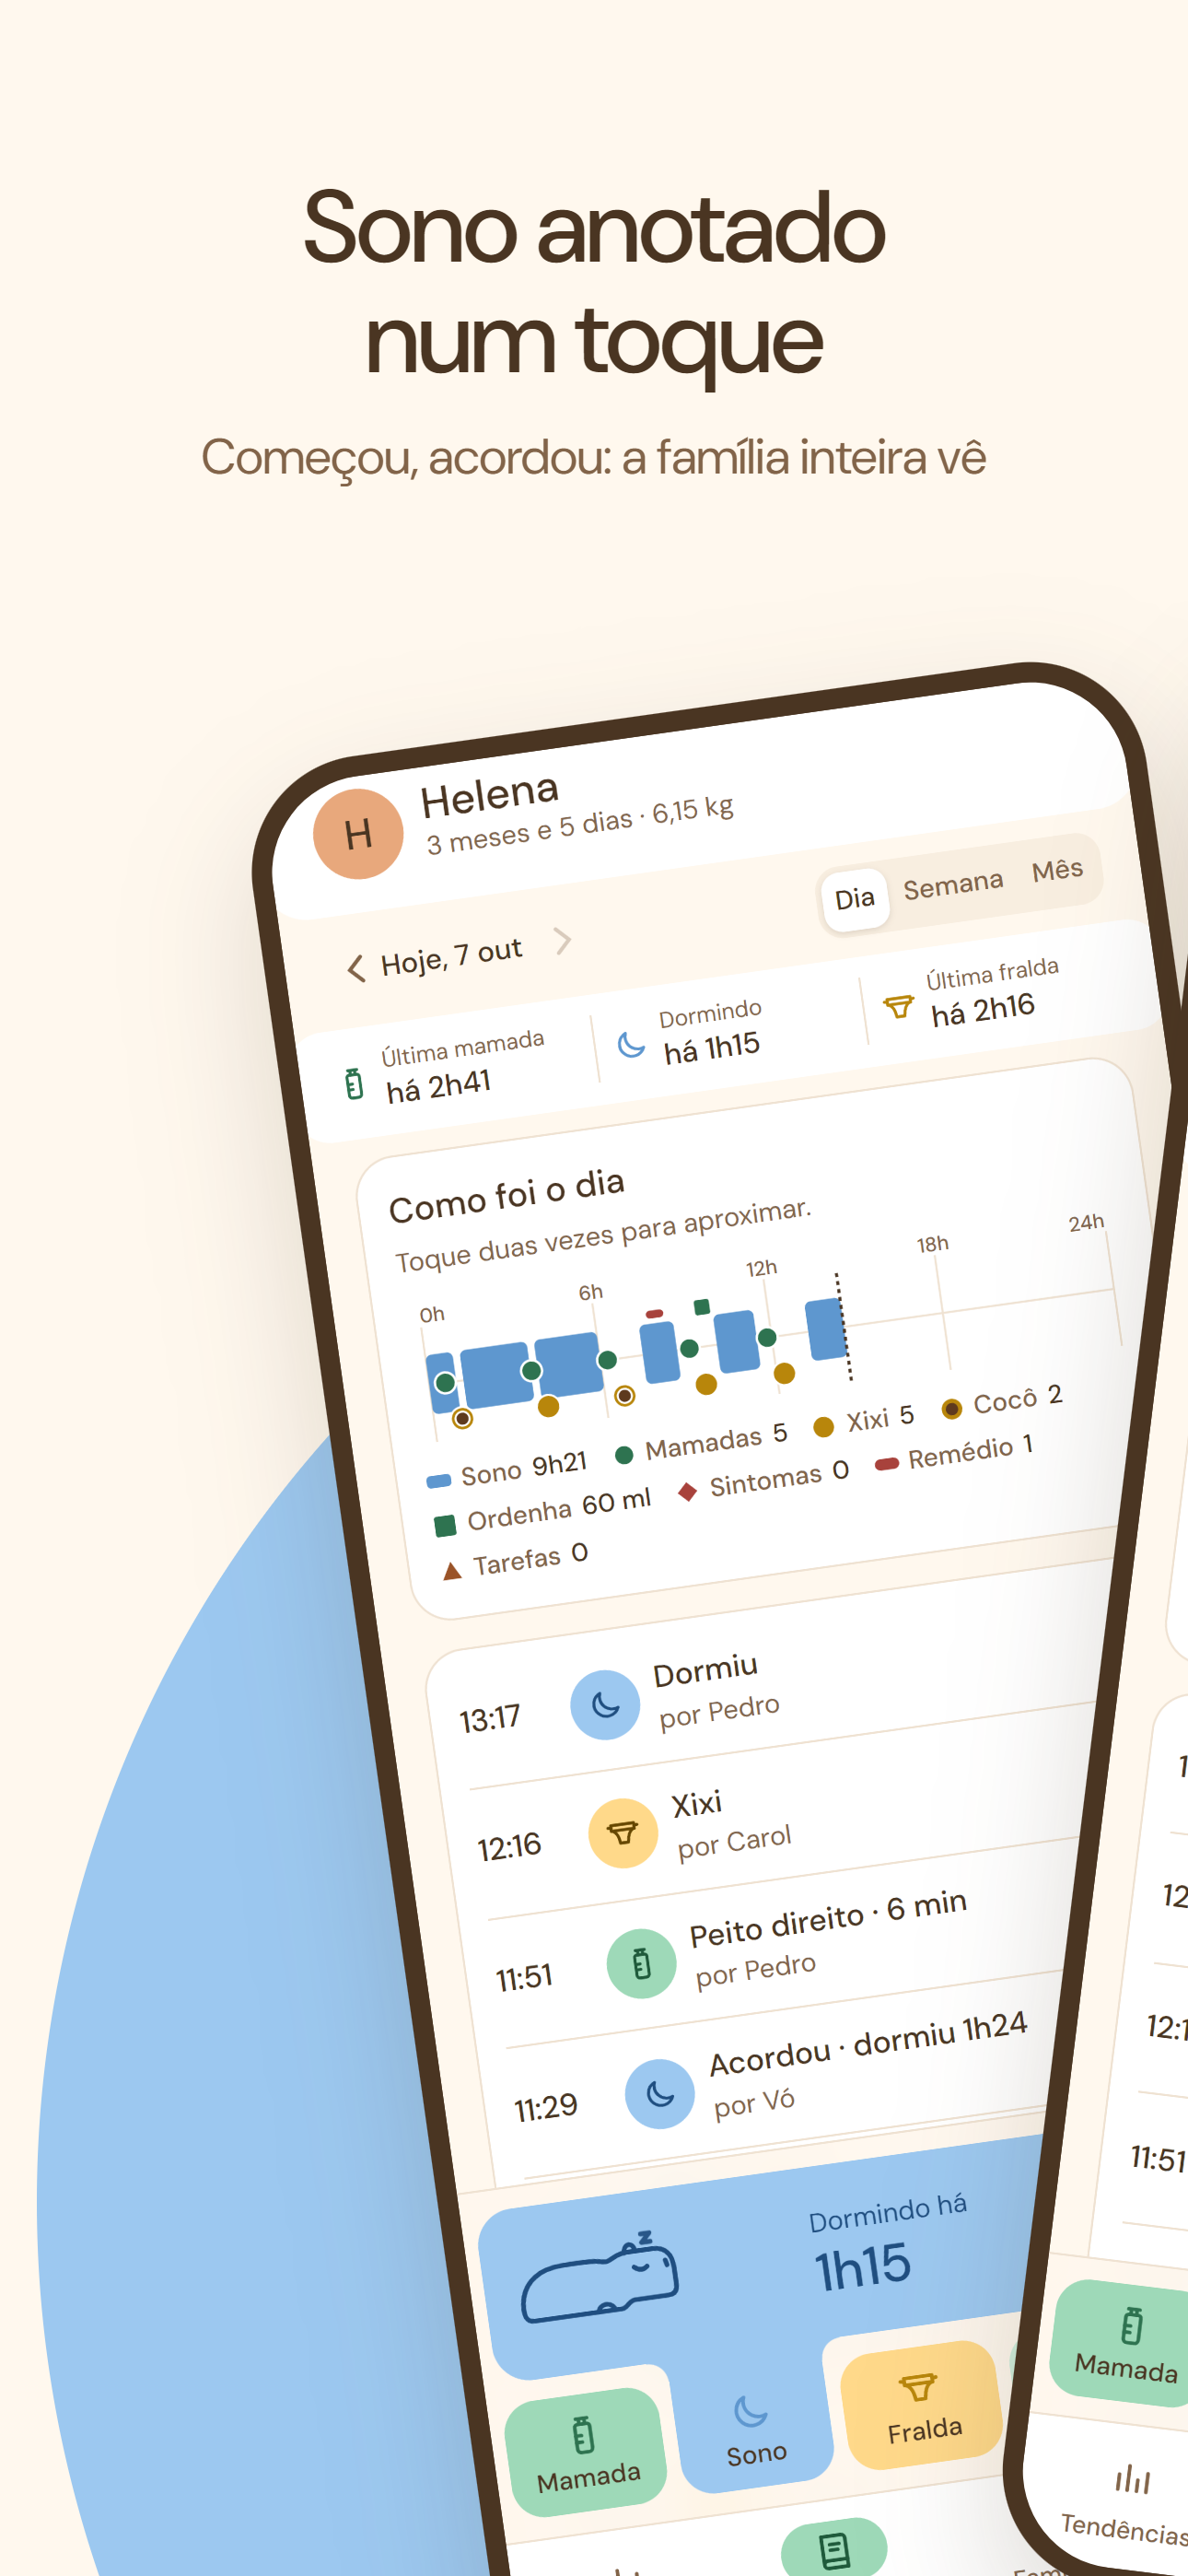 Sono anotado
num toque
Começou, acordou: a família inteira vê
H
Helena
3 meses e 5 dias · 6,15 kg
Hoje, 7 out
Dia
Semana
Mês
Última mamada
há 2h41
Dormindo
há 1h15
Última fralda
há 2h16
Como foi o dia
Toque duas vezes para aproximar.
0h
6h
12h
18h
24h
Sono 9h21
Mamadas 5
Xixi 5
Cocô 2
Ordenha 60 ml
Sintomas 0
Remédio 1
Tarefas 0
13:17
Dormiu
por Pedro
12:16
Xixi
por Carol
11:51
Peito direito · 6 min
por Pedro
11:29
Acordou · dormiu 1h24
por Vó
z
Dormindo há
1h15
Mamada
Sono
Fralda
11:51
Mamada
Tendências